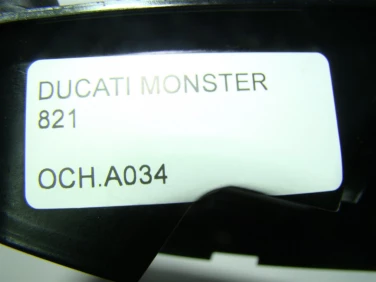 DUCATI MONSTER
821
OCH.A034